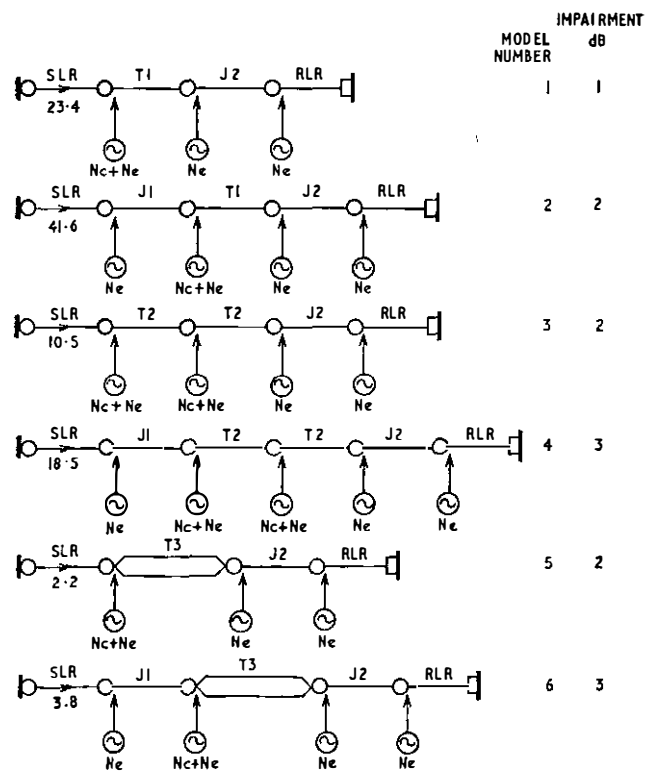 IMPAIRMENT
MODEL dB
NUMBER
SLR T1 J2 RLR 1 1
23·4
Nc+Ne Ne Ne
SLR J1 T1 J2 RLR 2 2
41·6
Ne Nc+Ne Ne Ne
SLR T2 T2 J2 RLR 3 2
10·5
Nc+Ne Nc+Ne Ne Ne
SLR J1 T2 T2 J2 RLR 4 3
18·5
Ne Nc+Ne Nc+Ne Ne Ne
SLR T3 J2 RLR 5 2
2·2
Nc+Ne Ne Ne
SLR J1 T3 J2 RLR 6 3
3.8
Ne Nc+Ne Ne Ne